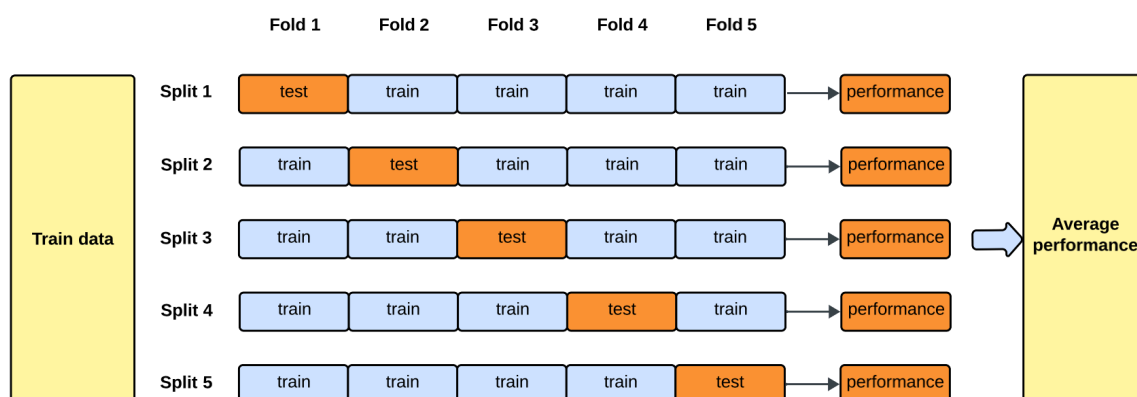 Fold 1 Fold 2 Fold 3 Fold 4 Fold 5
Split 1 test train train train train performance
Split 2 train test train train train performance
Train data
Split 3 train train test train train performance
Average
performance
Split 4 train train train test train performance
Split 5 train train train train test performance